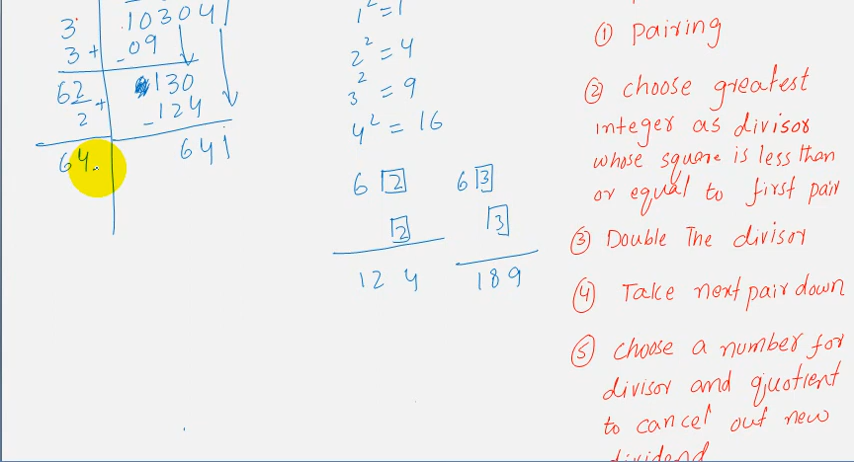 3 103041
3 + -09
62 130
2 + -124
64 641
1² = 1
2² = 4
3² = 9
4² = 16
6 2 6 3
2 3
124 189
① Pairing
② Choose greatest
integer as divisor
whose square is less than
or equal to first pair
③ Double The divisor
④ Take next pair down
⑤ Choose a number for
divisor and quotient
to cancel out new
dividend